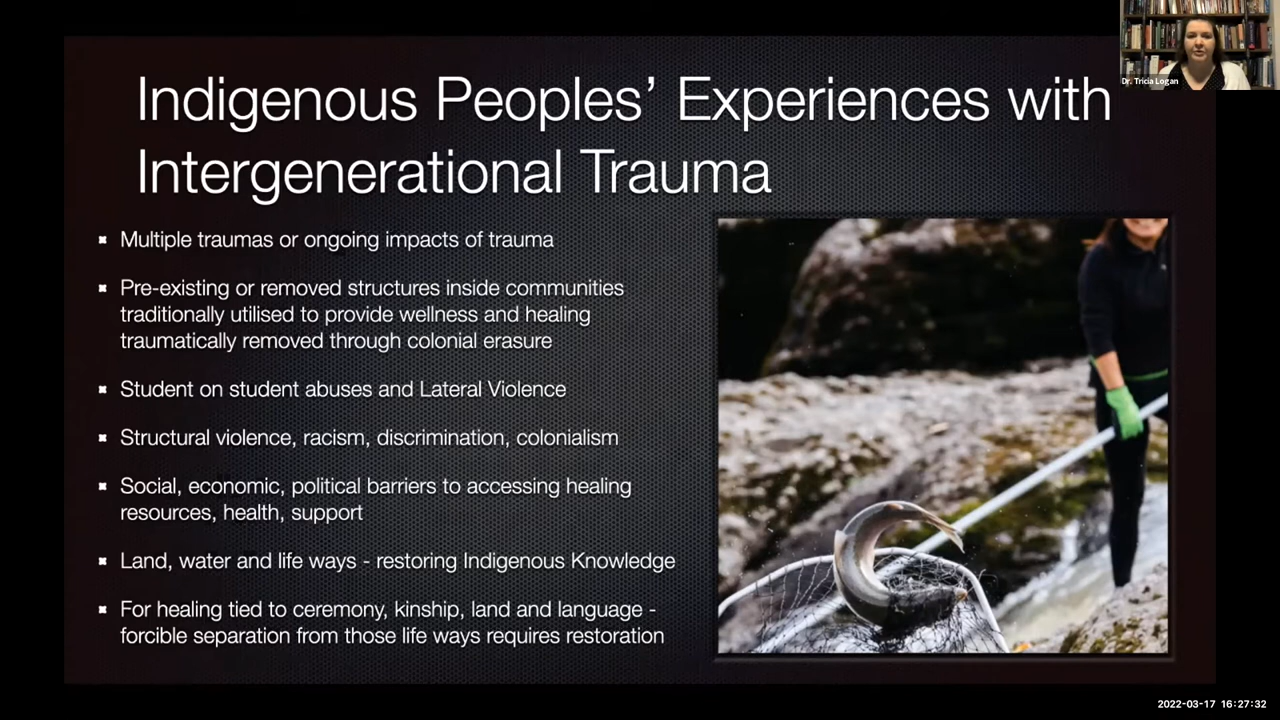 Dr. Tricia Logan
Indigenous Peoples’ Experiences with
Intergenerational Trauma
Multiple traumas or ongoing impacts of trauma
Pre-existing or removed structures inside communities
traditionally utilised to provide wellness and healing
traumatically removed through colonial erasure
Student on student abuses and Lateral Violence
Structural violence, racism, discrimination, colonialism
Social, economic, political barriers to accessing healing
resources, health, support
Land, water and life ways - restoring Indigenous Knowledge
For healing tied to ceremony, kinship, land and language -
forcible separation from those life ways requires restoration
2022-03-17 16:27:32